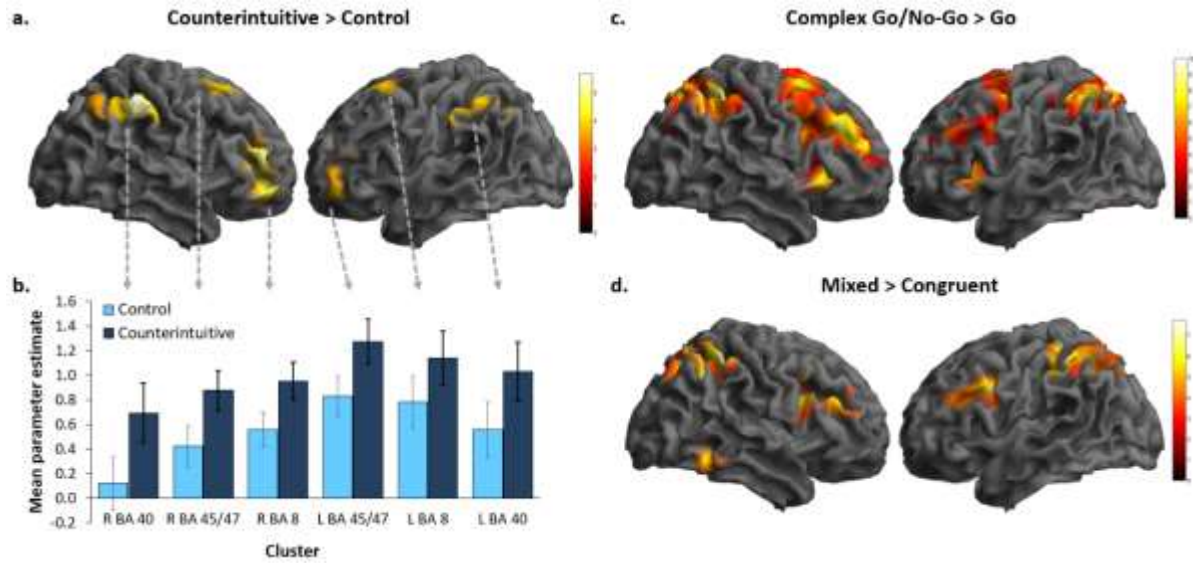 a.
Counterintuitive > Control
c.
Complex Go/No-Go > Go
b.
Mean parameter estimate
1.6
1.4
1.2
1.0
0.8
0.6
0.4
0.2
0.0
-0.2
Control
Counterintuitive
R BA 40
R BA 45/47
R BA 8
L BA 45/47
L BA 8
L BA 40
Cluster
d.
Mixed > Congruent